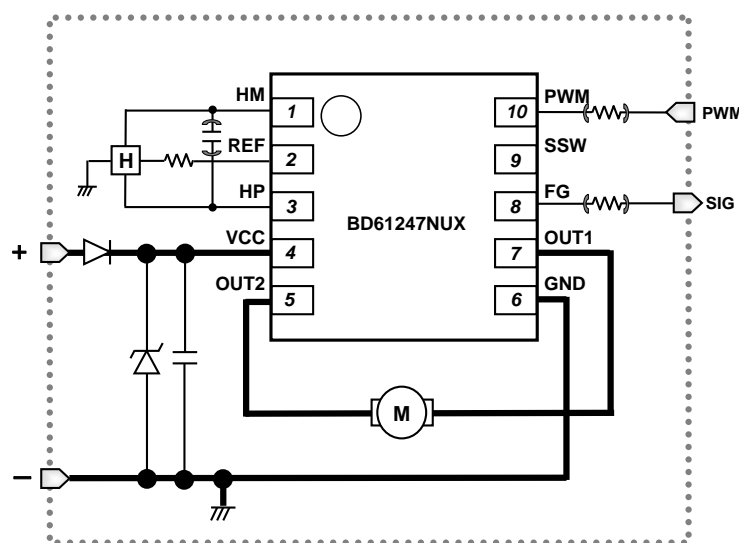 HM
1
REF
2
HP
3
VCC
4
OUT2
5
BD61247NUX
PWM
10
SSW
9
FG
8
OUT1
7
GND
6
H
M
+
−
PWM
SIG